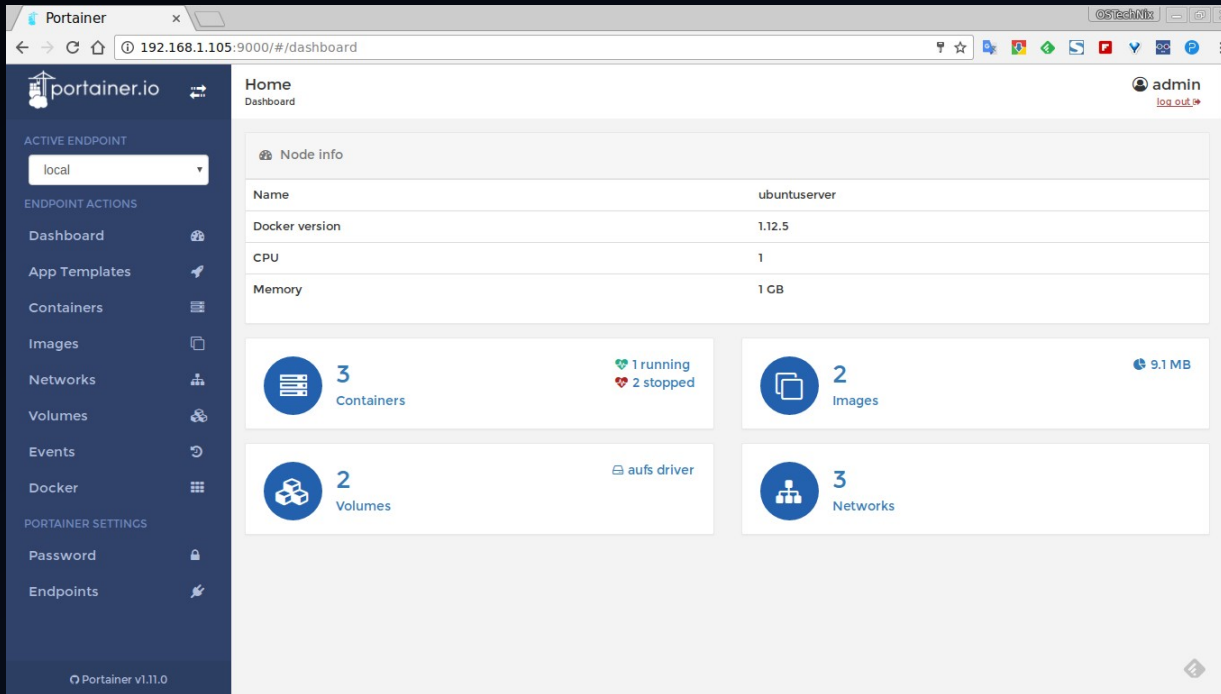 Portainer
OSTechNix
192.168.1.105:9000/#/dashboard
portainer.io
ACTIVE ENDPOINT
local
ENDPOINT ACTIONS
Dashboard
App Templates
Containers
Images
Networks
Volumes
Events
Docker
PORTAINER SETTINGS
Password
Endpoints
Portainer v1.11.0
Home
Dashboard
admin
log out
Node info
Name ubuntuserver
Docker version 1.12.5
CPU 1
Memory 1 GB
3
Containers
1 running
2 stopped
2
Images
9.1 MB
2
Volumes
aufs driver
3
Networks